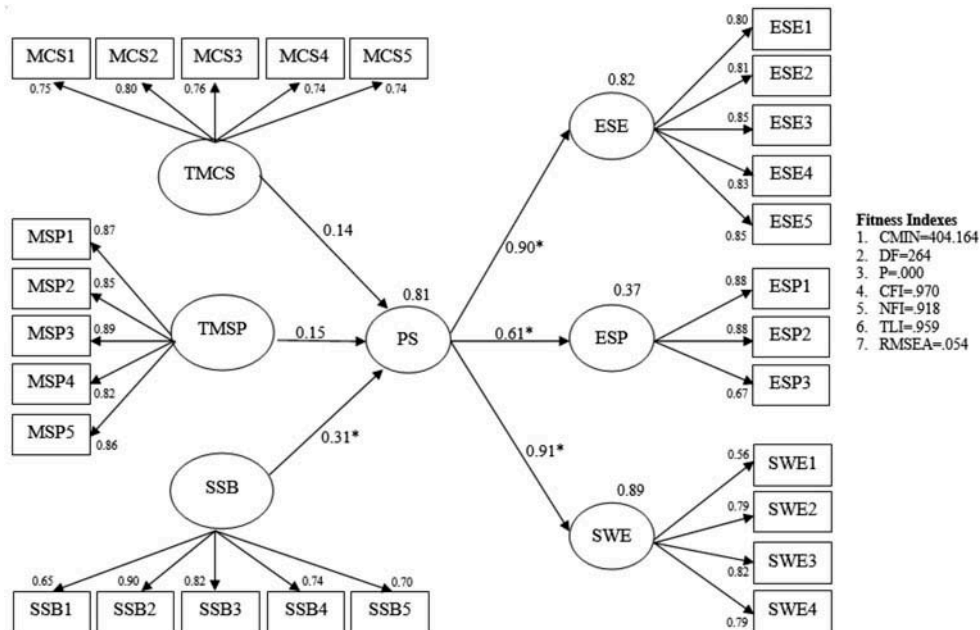 MCS1 MCS2 MCS3 MCS4 MCS5
0.75 0.80 0.76 0.74 0.74
TMCS
0.14
MSP1 0.87
MSP2 0.85
MSP3 0.89
MSP4 0.82
MSP5 0.86
TMSP
0.15
SSB
0.31*
0.65 0.90 0.82 0.74 0.70
SSB1 SSB2 SSB3 SSB4 SSB5
0.81
PS
0.90*
0.61*
0.91*
0.82
ESE
0.80 ESE1
0.81 ESE2
0.85 ESE3
0.83 ESE4
0.85 ESE5
0.37
ESP
0.88 ESP1
0.88 ESP2
0.67 ESP3
0.89
SWE
0.56 SWE1
0.79 SWE2
0.82 SWE3
0.79 SWE4
Fitness Indexes
1. CMIN=404.164
2. DF=264
3. P=.000
4. CFI=.970
5. NFI=.918
6. TLI=.959
7. RMSEA=.054